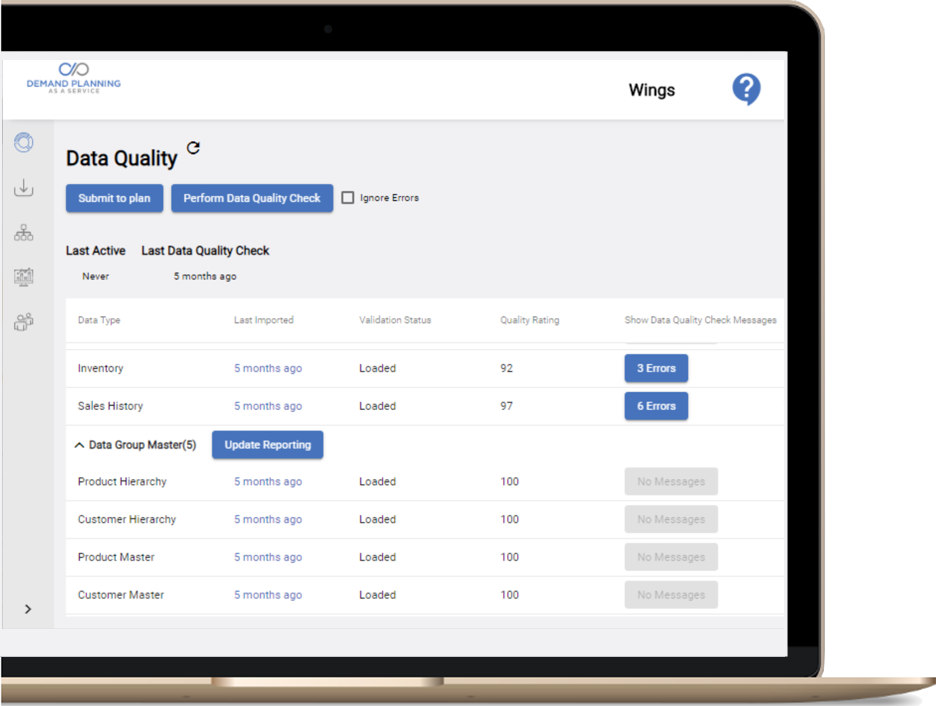 DEMAND PLANNING
AS A SERVICE
Wings
?
Data Quality
Submit to plan
Perform Data Quality Check
Ignore Errors
Last Active Last Data Quality Check
Never 5 months ago
Data Type Last Imported Validation Status Quality Rating Show Data Quality Check Messages
Inventory 5 months ago Loaded 92 3 Errors
Sales History 5 months ago Loaded 97 6 Errors
Data Group Master(5) Update Reporting
Product Hierarchy 5 months ago Loaded 100 No Messages
Customer Hierarchy 5 months ago Loaded 100 No Messages
Product Master 5 months ago Loaded 100 No Messages
Customer Master 5 months ago Loaded 100 No Messages